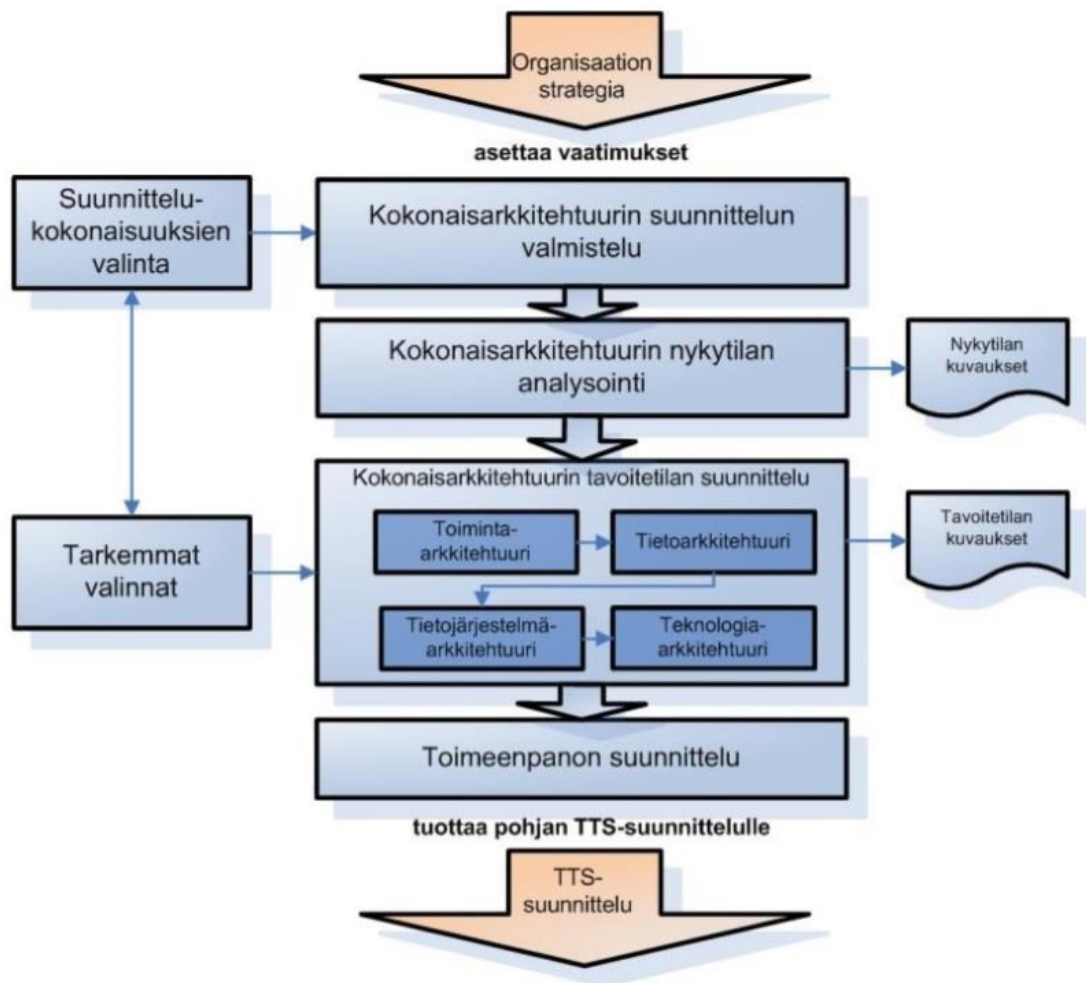 Organisaation
strategia
asettaa vaatimukset
Suunnittelu-
kokonaisuuksien
valinta
Kokonaisarkkitehtuurin suunnittelun
valmistelu
Kokonaisarkkitehtuurin nykytilan
analysointi
Nykytilan
kuvaukset
Kokonaisarkkitehtuurin tavoitetilan suunnittelu
Toiminta-
arkkitehtuuri
Tietoarkkitehtuuri
Tietojärjestelmä-
arkkitehtuuri
Teknologia-
arkkitehtuuri
Tavoitetilan
kuvaukset
Tarkemmat
valinnat
Toimeenpanon suunnittelu
tuottaa pohjan TTS-suunnittelulle
TTS-
suunnittelu